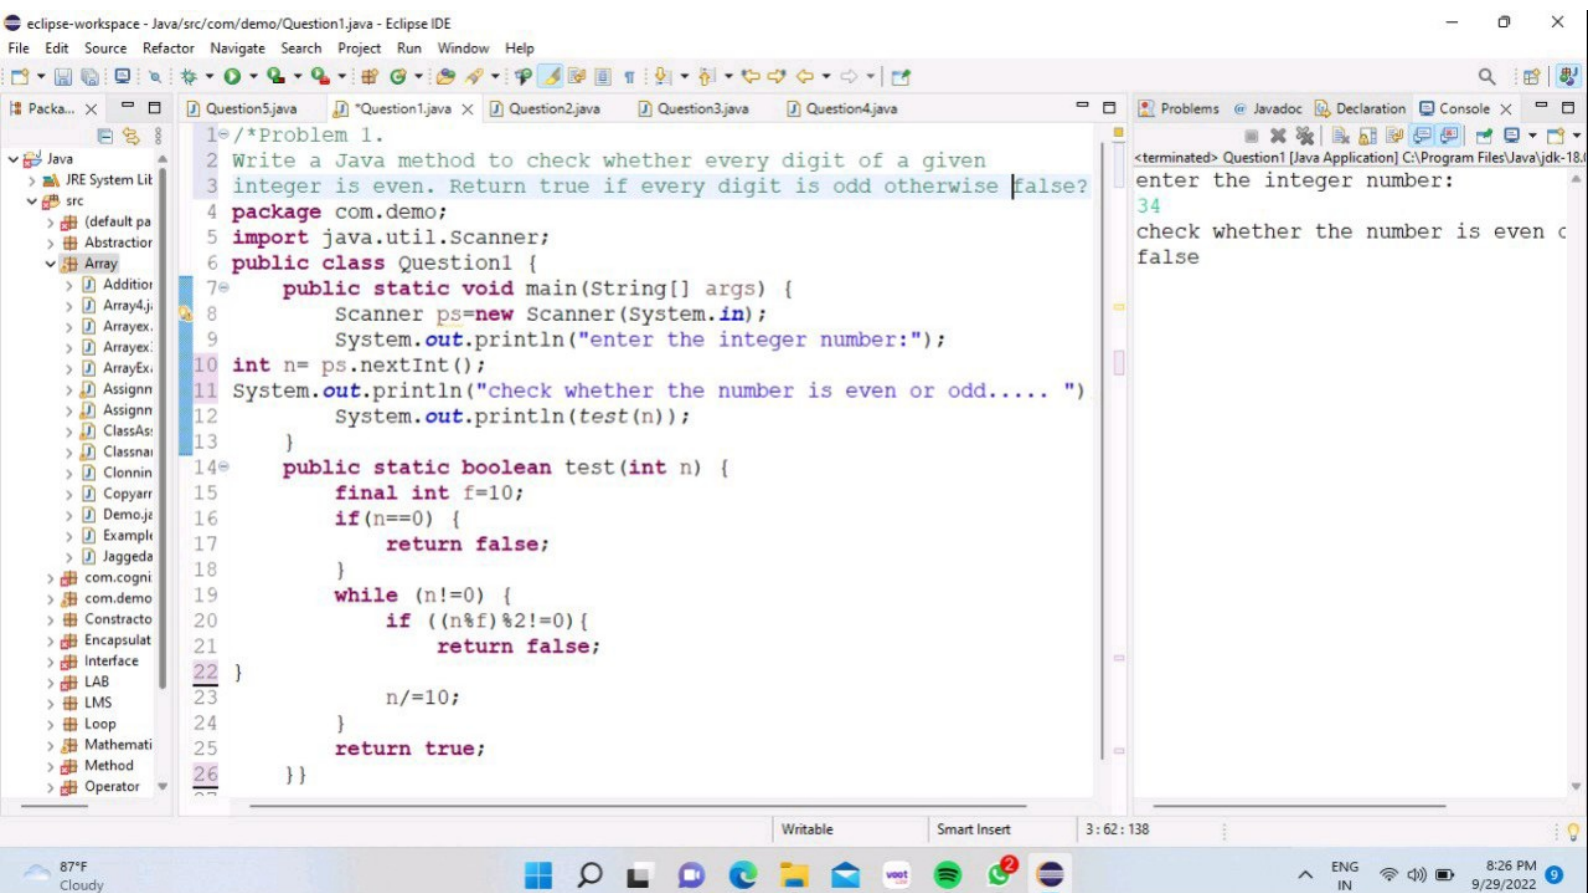 eclipse-workspace - Java/src/com/demo/Question1.java - Eclipse IDE
File Edit Source Refactor Navigate Search Project Run Window Help
Packa...
Question5.java *Question1.java Question2.java Question3.java Question4.java
Problems Javadoc Declaration Console
<terminated> Question1 [Java Application] C:\Program Files\Java\jdk-18.
Java
JRE System Lit
src
(default pa
Abstraction
Array
Addition
Array4.ja
Arrayex.
Arrayex
ArrayEx
Assignn
Assignn
ClassAs
Classnai
Clonnin
Copyarr
Demo.ja
Example
Jaggeda
com.cogni
com.demo
Constracto
Encapsulat
Interface
LAB
LMS
Loop
Mathemati
Method
Operator
1 /*Problem 1.
2 Write a Java method to check whether every digit of a given
3 integer is even. Return true if every digit is odd otherwise false?
4 package com.demo;
5 import java.util.Scanner;
6 public class Question1 {
7 public static void main(String[] args) {
8 Scanner ps=new Scanner(System.in);
9 System.out.println("enter the integer number:");
10 int n= ps.nextInt();
11 System.out.println("check whether the number is even or odd..... ")
12 System.out.println(test(n));
13 }
14 public static boolean test(int n) {
15 final int f=10;
16 if(n==0) {
17 return false;
18 }
19 while (n!=0) {
20 if ((n%f)%2!=0){
21 return false;
22 }
23 n/=10;
24 }
25 return true;
26 }}
enter the integer number:
34
check whether the number is even o
false
Writable Smart Insert 3:62:138
87°F
Cloudy
voot
2
ENG
IN
8:26 PM
9/29/2022
9